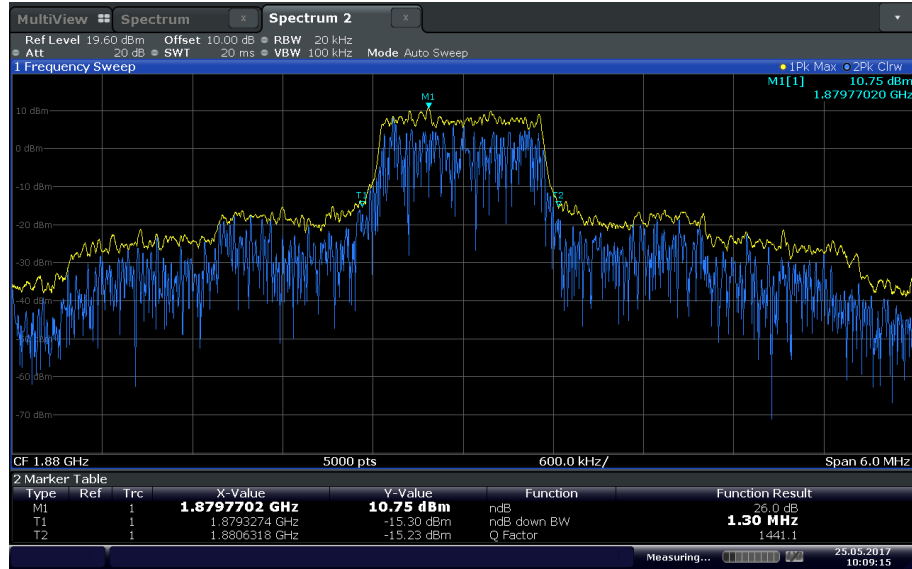 MultiView Spectrum x Spectrum 2 x
Ref Level 19.60 dBm Offset 10.00 dB RBW 20 kHz
Att 20 dB SWT 20 ms VBW 100 kHz Mode Auto Sweep
1 Frequency Sweep 1Pk Max 2Pk Clrw
M1[1] 10.75 dBm
1.87977020 GHz
M1
10 dBm
0 dBm
-10 dBm
T1 T2
-20 dBm
-30 dBm
-40 dBm
-60 dBm
-70 dBm
CF 1.88 GHz 5000 pts 600.0 kHz/ Span 6.0 MHz
2 Marker Table
Type Ref Trc X-Value Y-Value Function Function Result
M1 1 1.8797702 GHz 10.75 dBm ndB 26.0 dB
T1 1 1.8793274 GHz -15.30 dBm ndB down BW 1.30 MHz
T2 1 1.8806318 GHz -15.23 dBm Q Factor 1441.1
Measuring... 25.05.2017
10:09:15